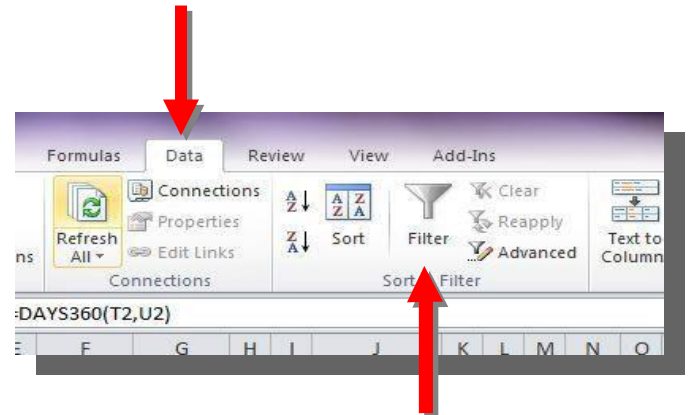 Formulas Data Review View Add-Ins
Connections Clear
Properties Reapply
Refresh All Edit Links Sort Filter Advanced Text to Column
ns
Connections Sort Filter
=DAYS360(T2,U2)
E F G H I J K L M N O